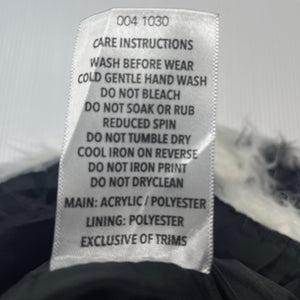 004 1030
CARE INSTRUCTIONS
WASH BEFORE WEAR
COLD GENTLE HAND WASH
DO NOT BLEACH
DO NOT SOAK OR RUB
REDUCED SPIN
DO NOT TUMBLE DRY
COOL IRON ON REVERSE
DO NOT IRON PRINT
DO NOT DRYCLEAN
MAIN: ACRYLIC / POLYESTER
LINING: POLYESTER
EXCLUSIVE OF TRIMS